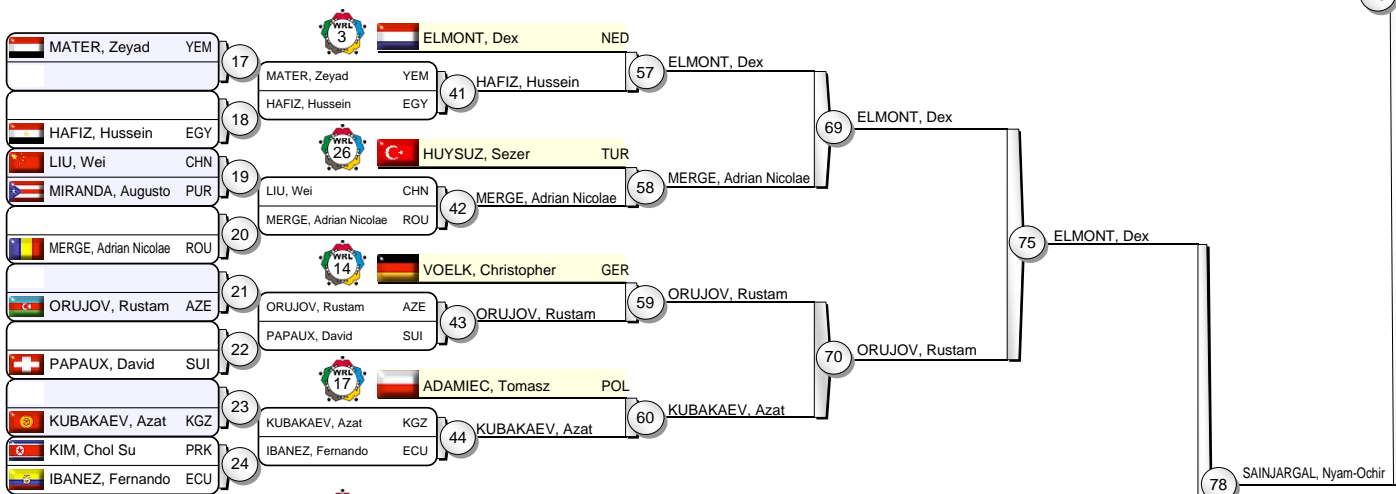 MATER, Zeyad YEM
17
18
HAFIZ, Hussein EGY
LIU, Wei CHN
19
MIRANDA, Augusto PUR
20
MERGE, Adrian Nicolae ROU
21
ORUJOV, Rustam AZE
22
PAPAUX, David SUI
23
KUBAKAEV, Azat KGZ
KIM, Chol Su PRK
24
IBANEZ, Fernando ECU
MATER, Zeyad YEM
41
HAFIZ, Hussein EGY
LIU, Wei CHN
42
MERGE, Adrian Nicolae ROU
ORUJOV, Rustam AZE
43
PAPAUX, David SUI
KUBAKAEV, Azat KGZ
44
IBANEZ, Fernando ECU
WRL
3
ELMONT, Dex NED
57
HAFIZ, Hussein
WRL
26
HUYSUZ, Sezer TUR
58
MERGE, Adrian Nicolae
WRL
14
VOELK, Christopher GER
59
ORUJOV, Rustam
WRL
17
ADAMIEC, Tomasz POL
60
KUBAKAEV, Azat
ELMONT, Dex
69
MERGE, Adrian Nicolae
ORUJOV, Rustam
70
KUBAKAEV, Azat
ELMONT, Dex
75
ORUJOV, Rustam
ELMONT, Dex
78
SAINJARGAL, Nyam-Ochir